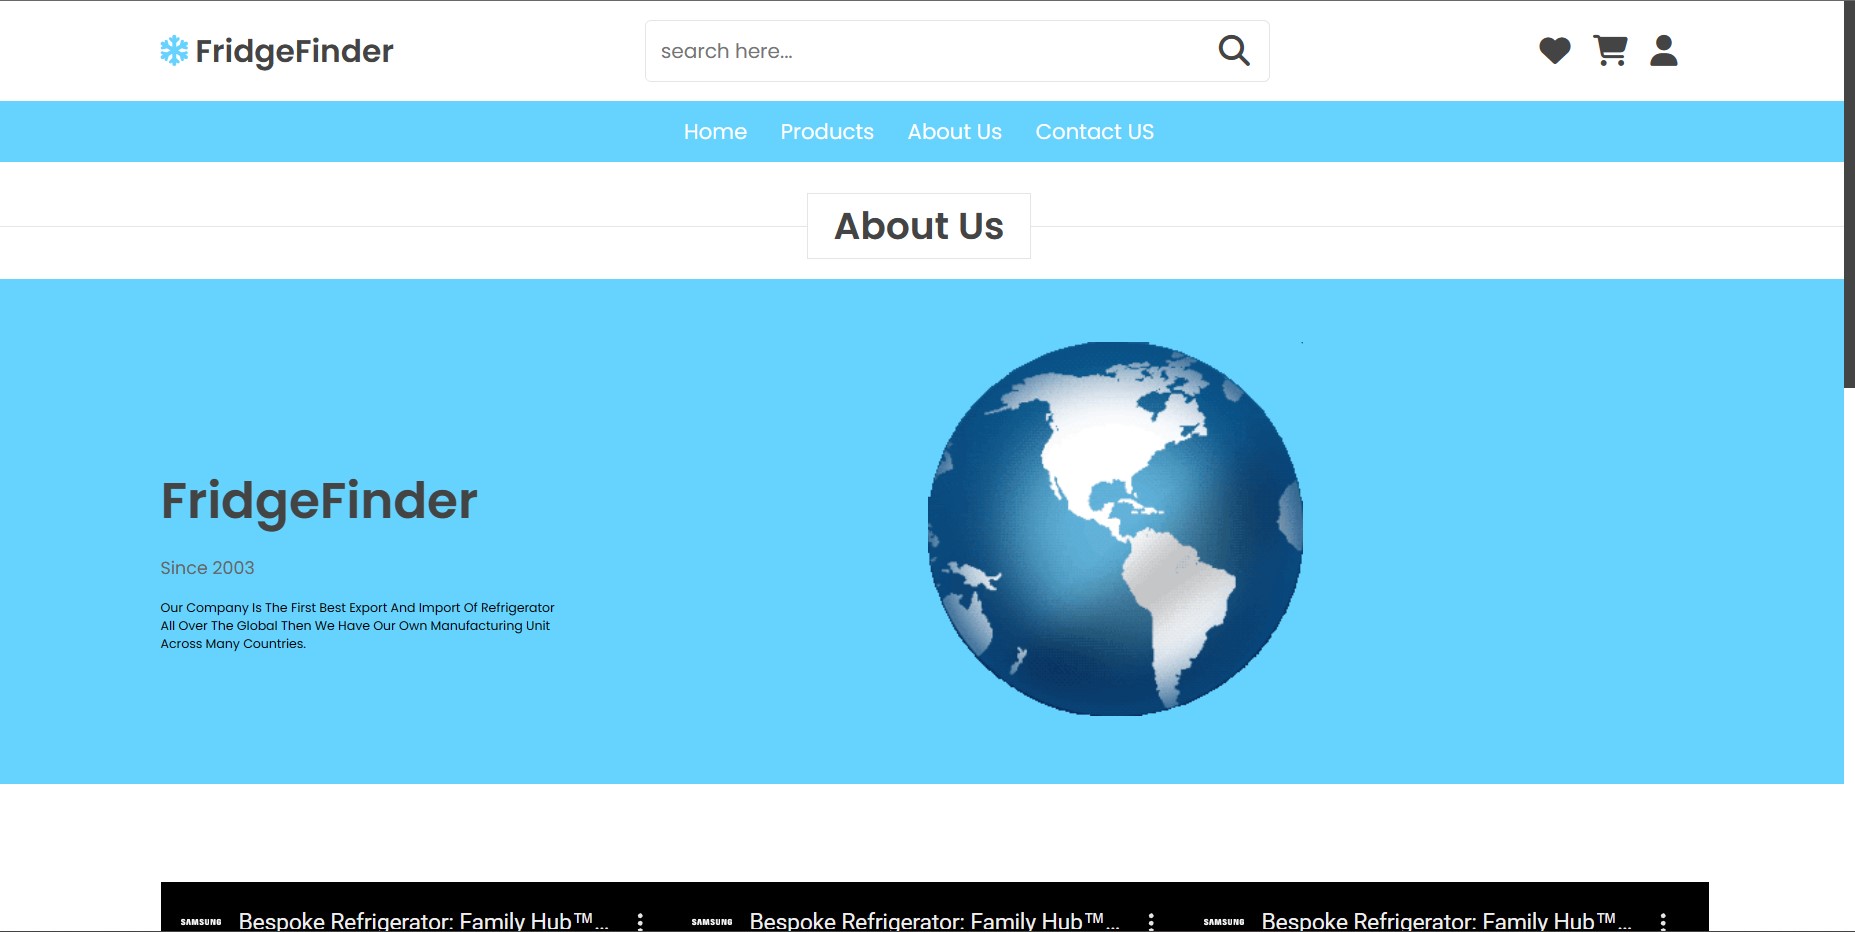 FridgeFinder
search here...
Home Products About Us Contact US
About Us
FridgeFinder
Since 2003
Our Company Is The First Best Export And Import Of Refrigerator
All Over The Global Then We Have Our Own Manufacturing Unit
Across Many Countries.
SAMSUNG Bespoke Refrigerator: Family Hub™... SAMSUNG Bespoke Refrigerator: Family Hub™... SAMSUNG Bespoke Refrigerator: Family Hub™...